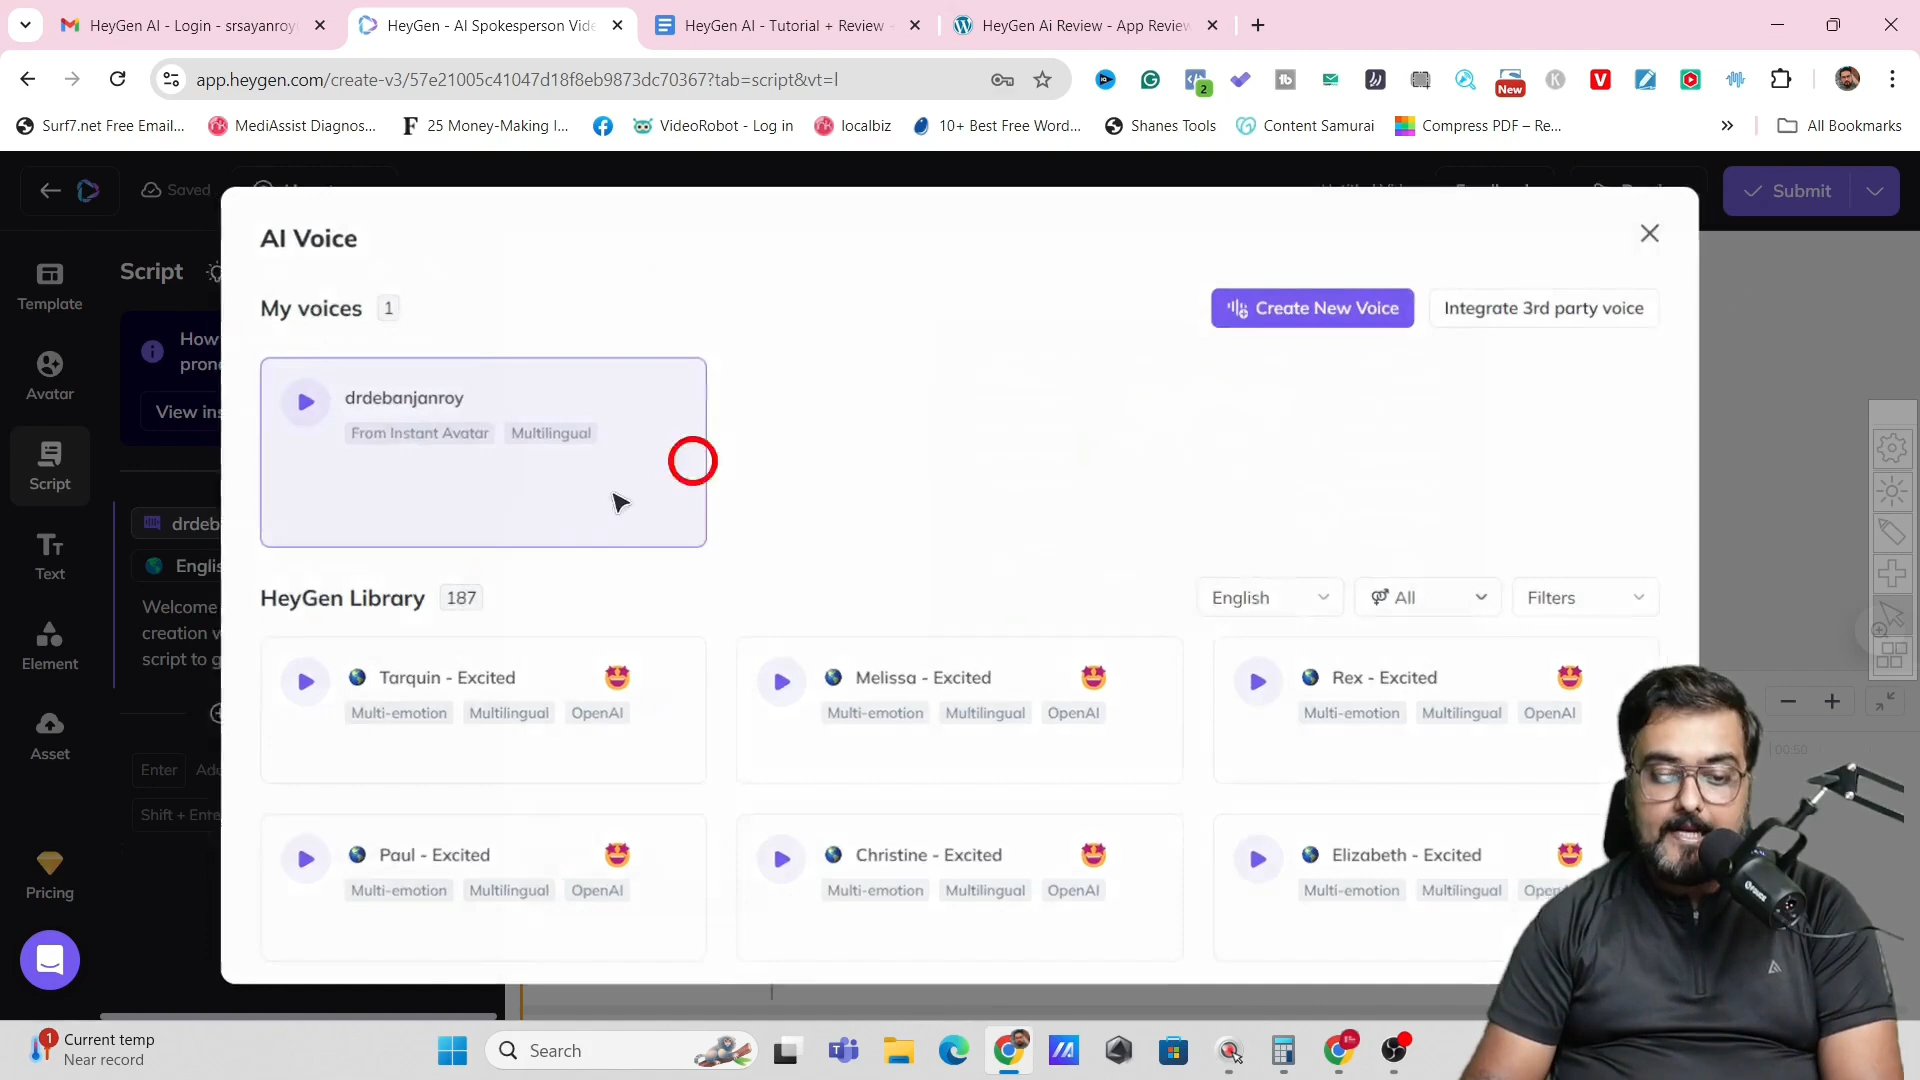 HeyGen AI - Login - srsayanroy
HeyGen - AI Spokesperson Vide
HeyGen AI - Tutorial + Review -
HeyGen Ai Review - App Review
app.heygen.com/create-v3/57e21005c41047d18f8eb9873dc70367?tab=script&vt=l
2
New
Surf7.net Free Email...
MediAssist Diagnos...
25 Money-Making I...
VideoRobot - Log in
localbiz
10+ Best Free Word...
Shanes Tools
Content Samurai
Compress PDF – Re...
All Bookmarks
Saved
Submit
Template
Avatar
Script
Text
Element
Asset
Pricing
Script
How
pron
View ins
drdeb
Englis
Welcome
creation w
script to g
Enter
Add
Shift + Ente
AI Voice
My voices 1
Create New Voice
Integrate 3rd party voice
drdebanjanroy
From Instant Avatar Multilingual
HeyGen Library 187
English
All
Filters
Tarquin - Excited
Multi-emotion Multilingual OpenAI
Melissa - Excited
Multi-emotion Multilingual OpenAI
Rex - Excited
Multi-emotion Multilingual OpenAI
Paul - Excited
Multi-emotion Multilingual OpenAI
Christine - Excited
Multi-emotion Multilingual OpenAI
Elizabeth - Excited
Multi-emotion Multilingual Open
00:50
1
Current temp
Near record
Search